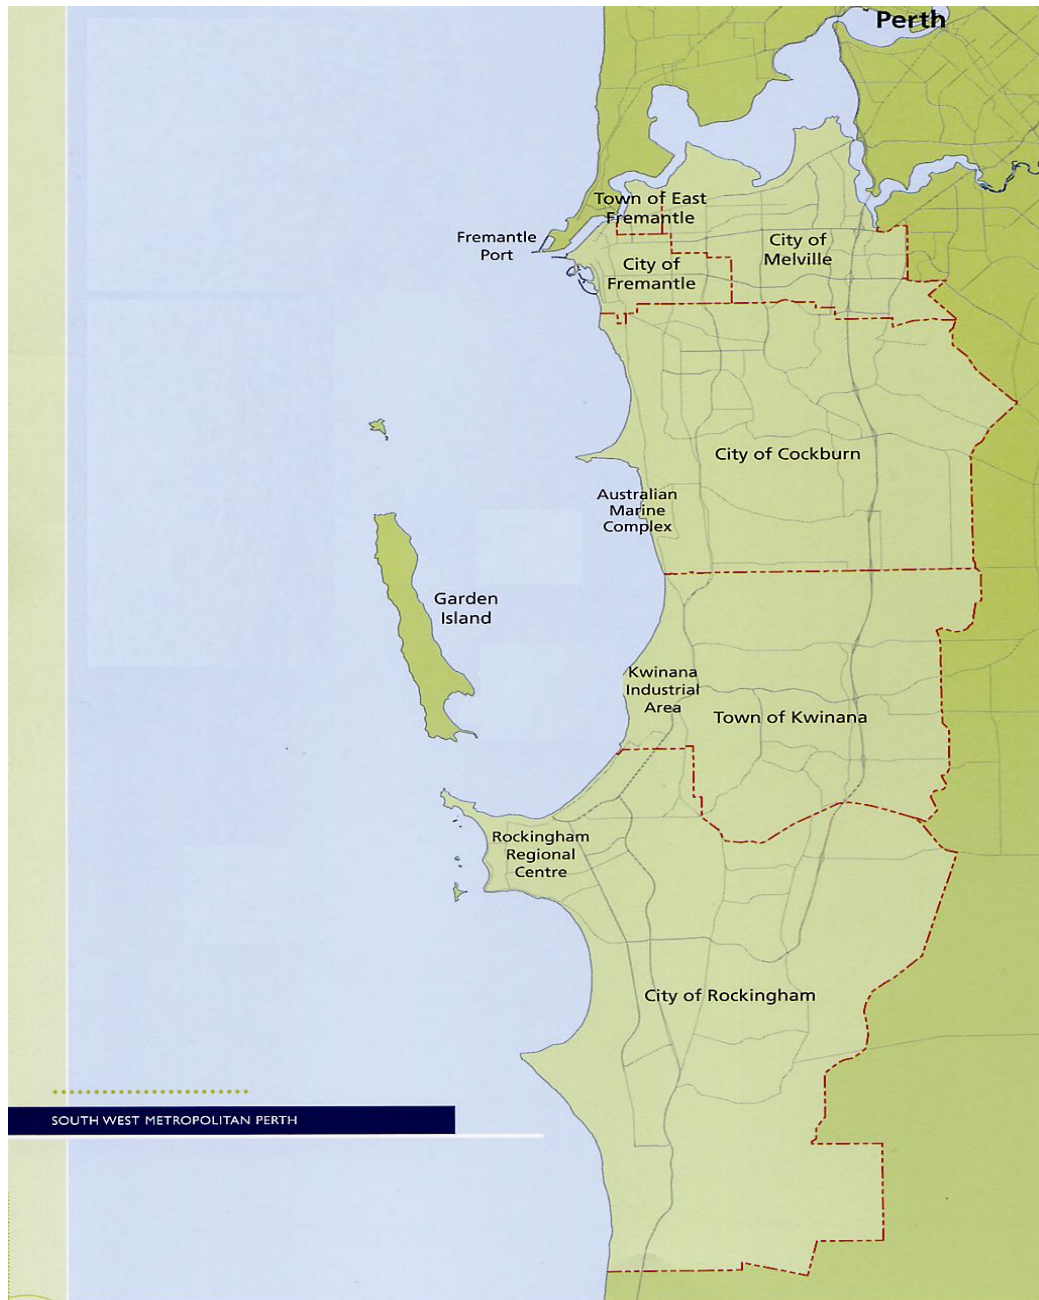 Perth
Town of East
Fremantle
Fremantle
Port
City of
Melville
City of
Fremantle
City of Cockburn
Australian
Marine
Complex
Garden
Island
Kwinana
Industrial
Area
Town of Kwinana
Rockingham
Regional
Centre
City of Rockingham
SOUTH WEST METROPOLITAN PERTH